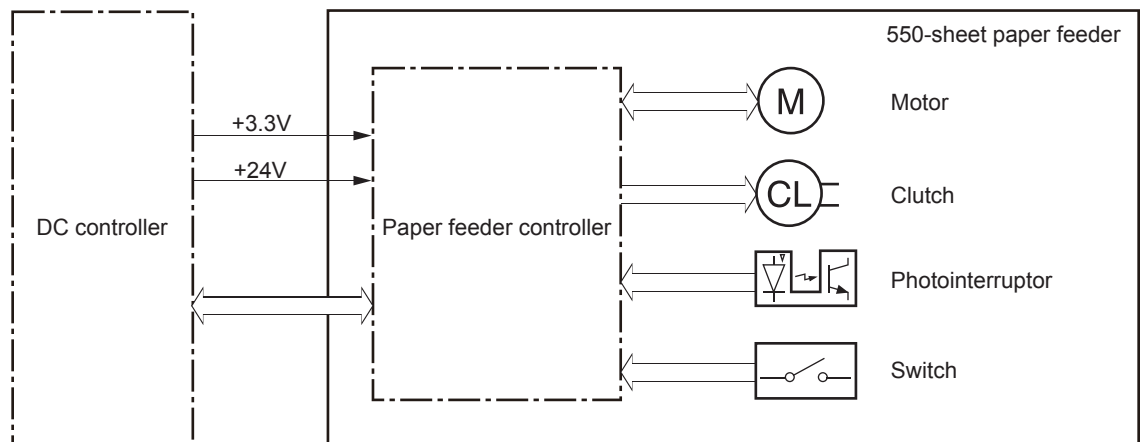 550-sheet paper feeder
M
Motor
+3.3V
+24V
CL
Clutch
DC controller
Paper feeder controller
Photointerruptor
Switch